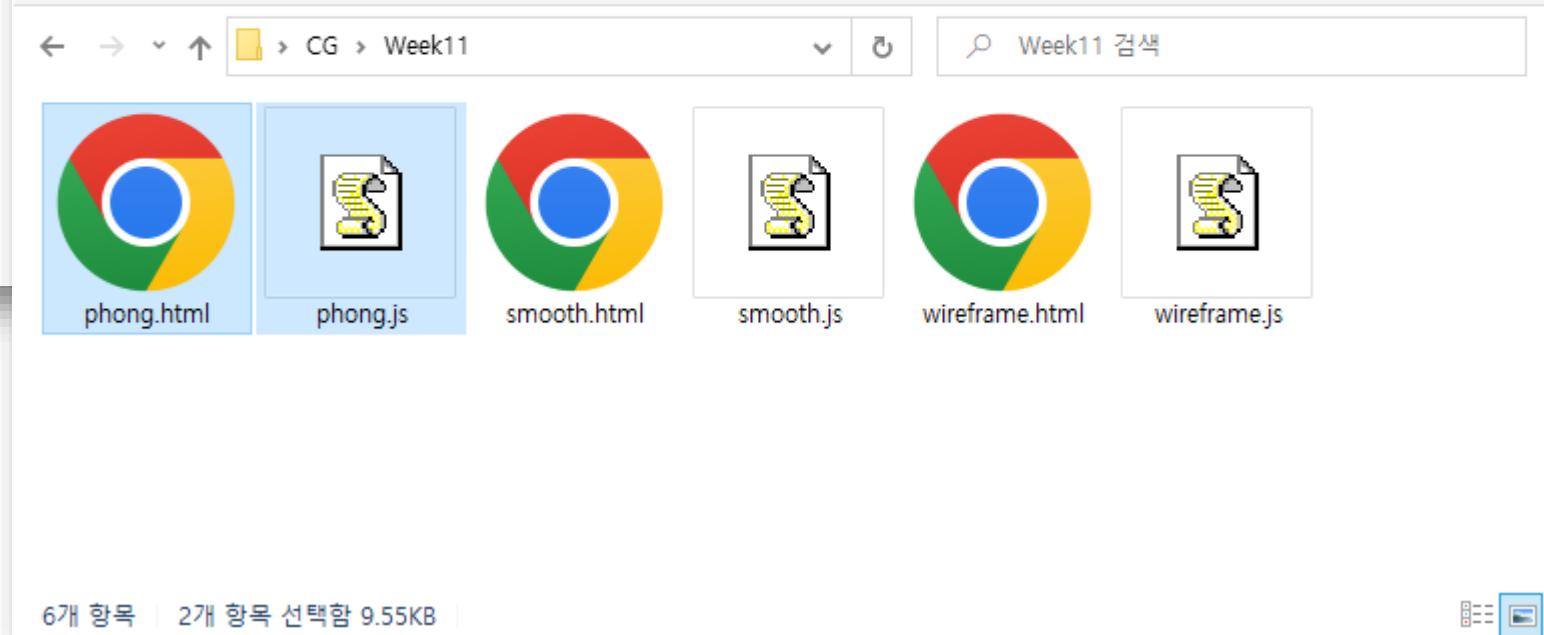 CG > Week11
Week11 검색
phong.html
phong.js
smooth.html
smooth.js
wireframe.html
wireframe.js
6개 항목
2개 항목 선택함 9.55KB